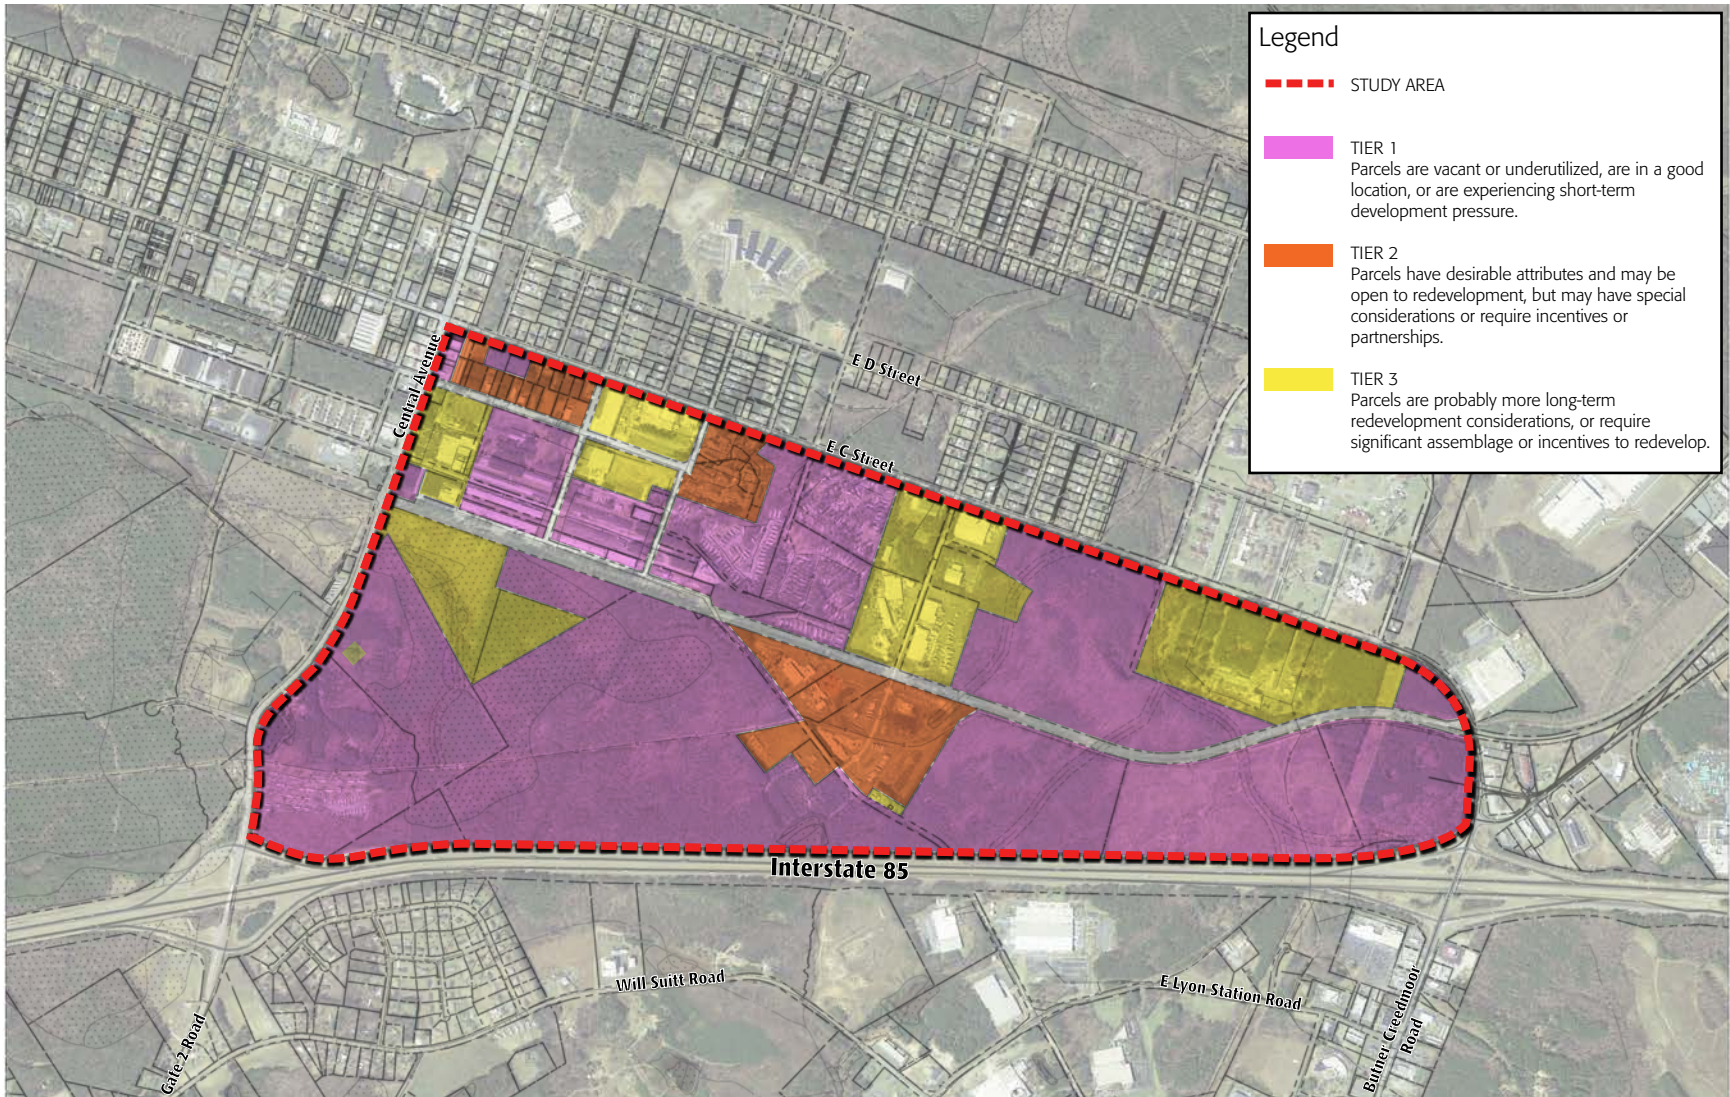 Legend
STUDY AREA
TIER 1
Parcels are vacant or underutilized, are in a good
location, or are experiencing short-term
development pressure.
TIER 2
Parcels have desirable attributes and may be
open to redevelopment, but may have special
considerations or require incentives or
partnerships.
TIER 3
Parcels are probably more long-term
redevelopment considerations, or require
significant assemblage or incentives to redevelop.
Central Avenue
E D Street
E C Street
Interstate 85
Will Suitt Road
E Lyon Station Road
Gate 2 Road
Butner Creedmoor
Road